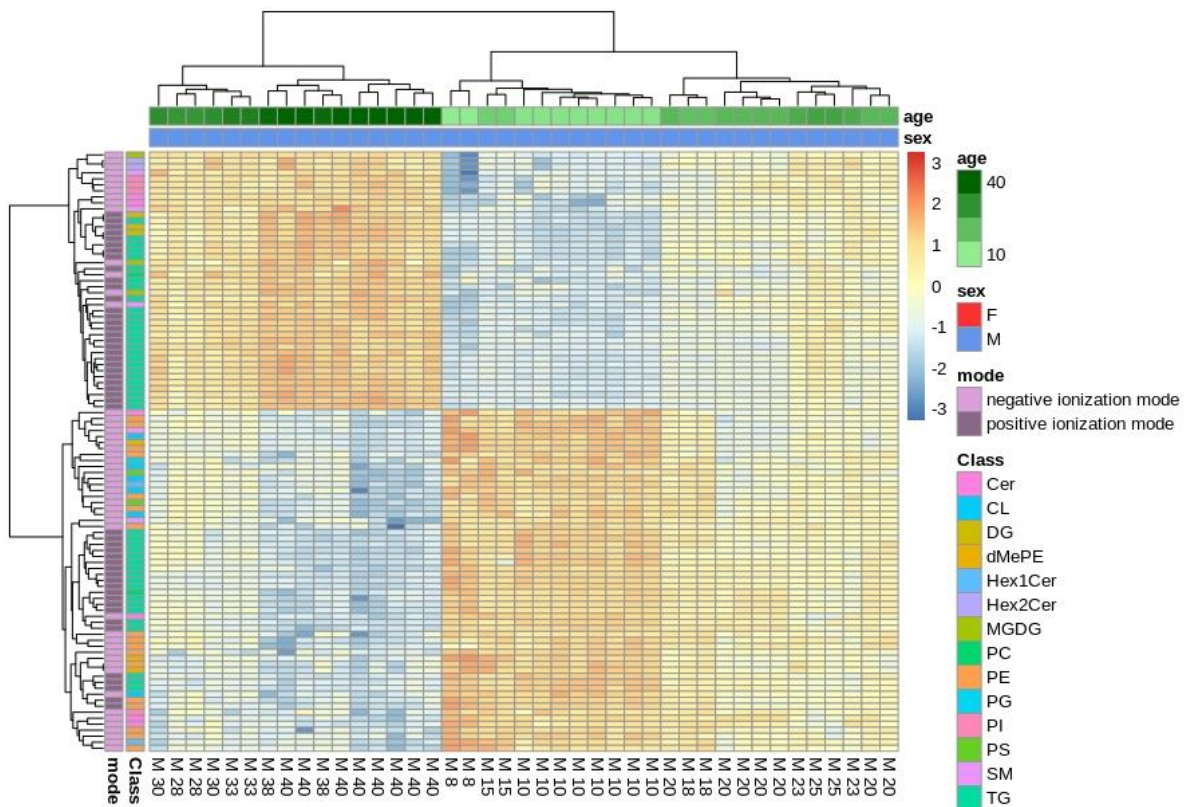 age
sex
3
2
1
0
-1
-2
-3
age
40
10
sex
F
M
mode
negative ionization mode
positive ionization mode
Class
Cer
CL
DG
dMePE
Hex1Cer
Hex2Cer
MGDG
PC
PE
PG
PI
PS
SM
TG
mode
Class
M 30
M 28
M 28
M 30
M 33
M 33
M 38
M 40
M 40
M 38
M 40
M 40
M 40
M 40
M 40
M 40
M 8
M 8
M 15
M 15
M 10
M 10
M 10
M 10
M 10
M 10
M 10
M 10
M 20
M 18
M 18
M 20
M 20
M 20
M 20
M 23
M 25
M 25
M 23
M 20
M 20